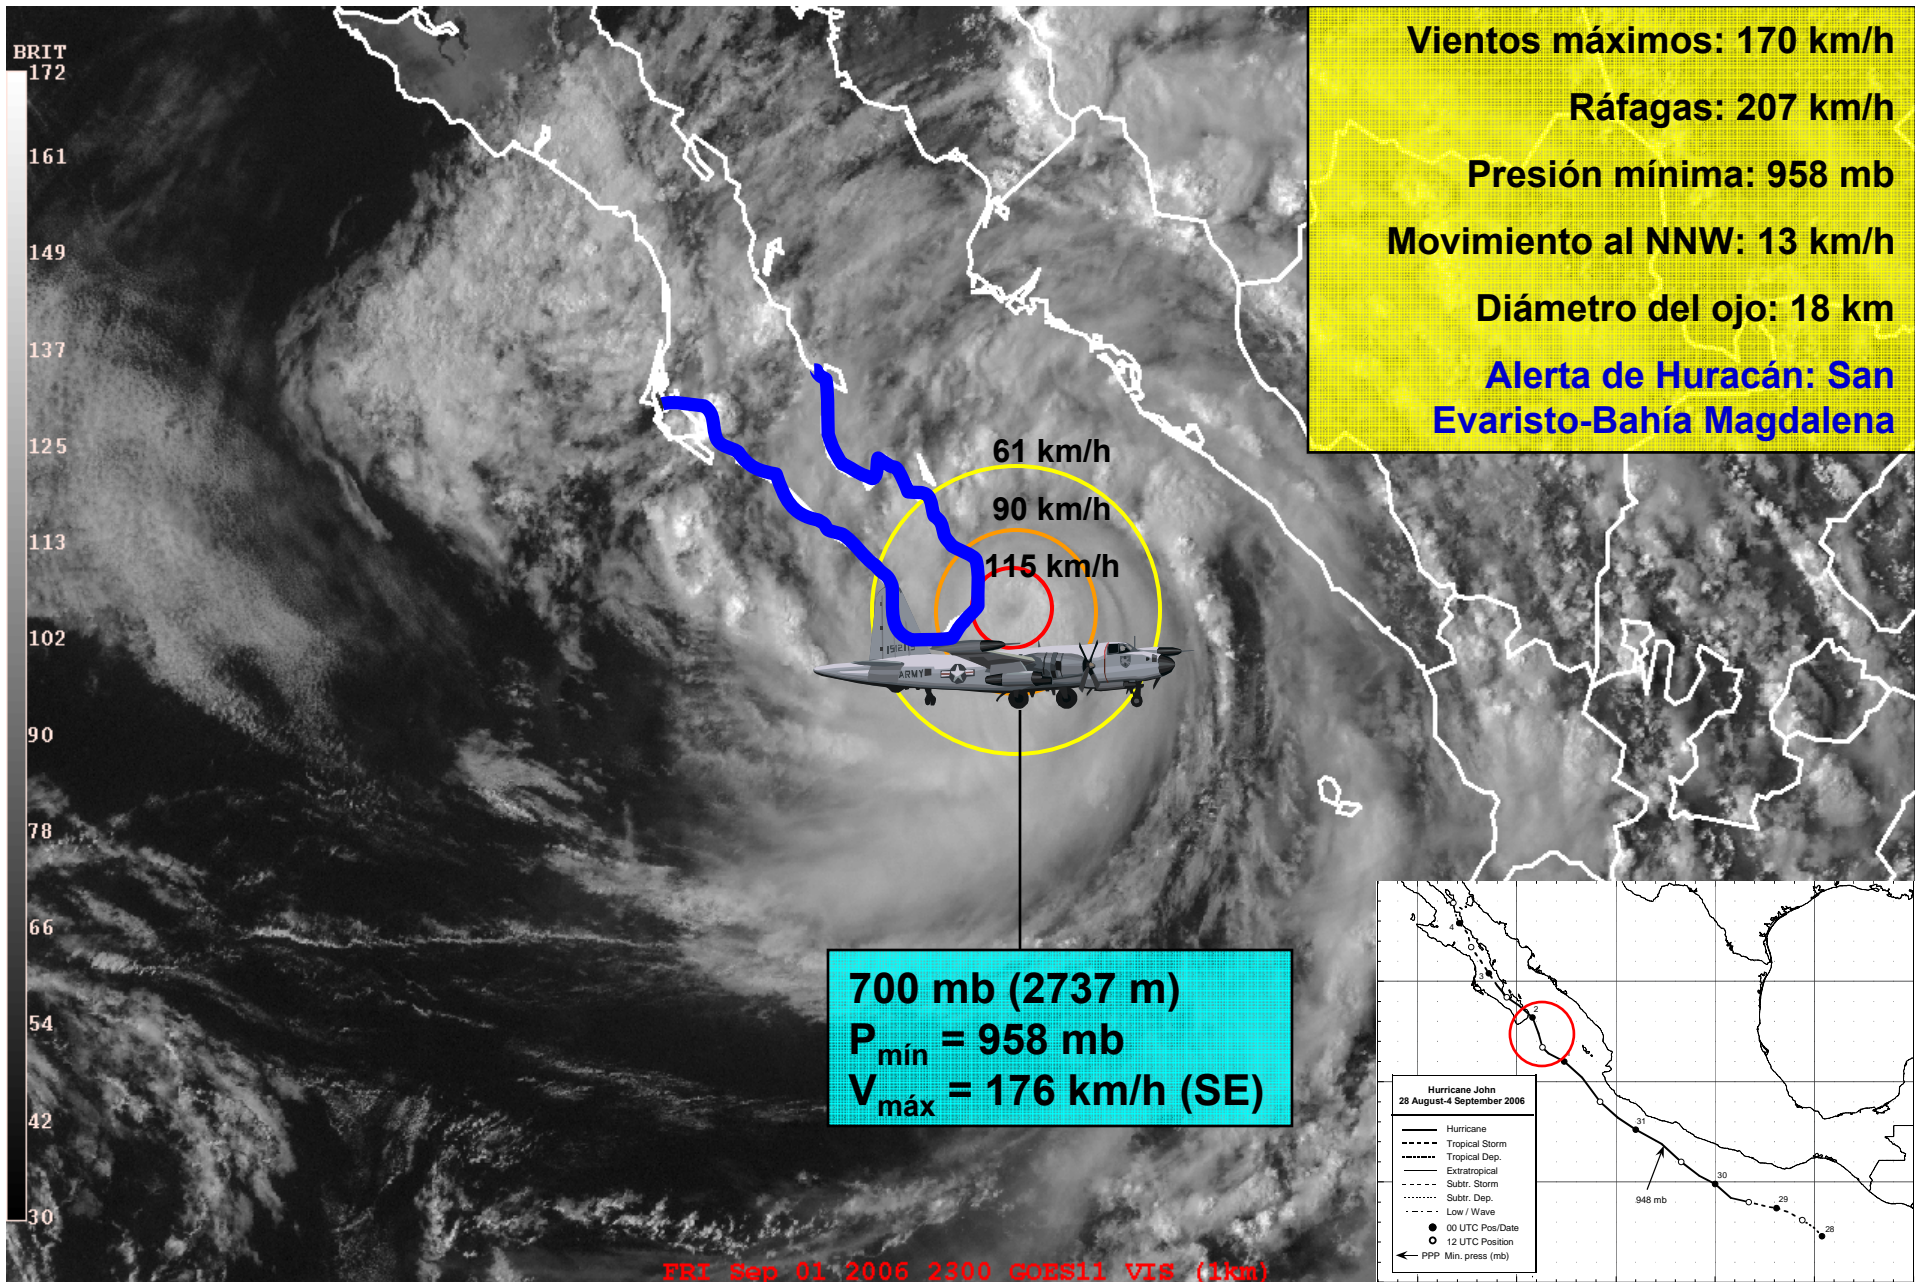 BRIT
172
161
149
137
125
113
102
90
78
66
54
42
30
Vientos máximos: 170 km/h
Ráfagas: 207 km/h
Presión mínima: 958 mb
Movimiento al NNW: 13 km/h
Diámetro del ojo: 18 km
Alerta de Huracán: San
Evaristo-Bahía Magdalena
61 km/h
90 km/h
115 km/h
ARMY
700 mb (2737 m)
Pmín = 958 mb
Vmáx = 176 km/h (SE)
4
3
2
31
30
29
28
948 mb
Hurricane John
28 August-4 September 2006
Hurricane
Tropical Storm
Tropical Dep.
Extratropical
Subtr. Storm
Subtr. Dep.
Low / Wave
00 UTC Pos/Date
12 UTC Position
PPP Min. press (mb)
FRI Sep 01 2006 2300 GOES11 VIS (1km)